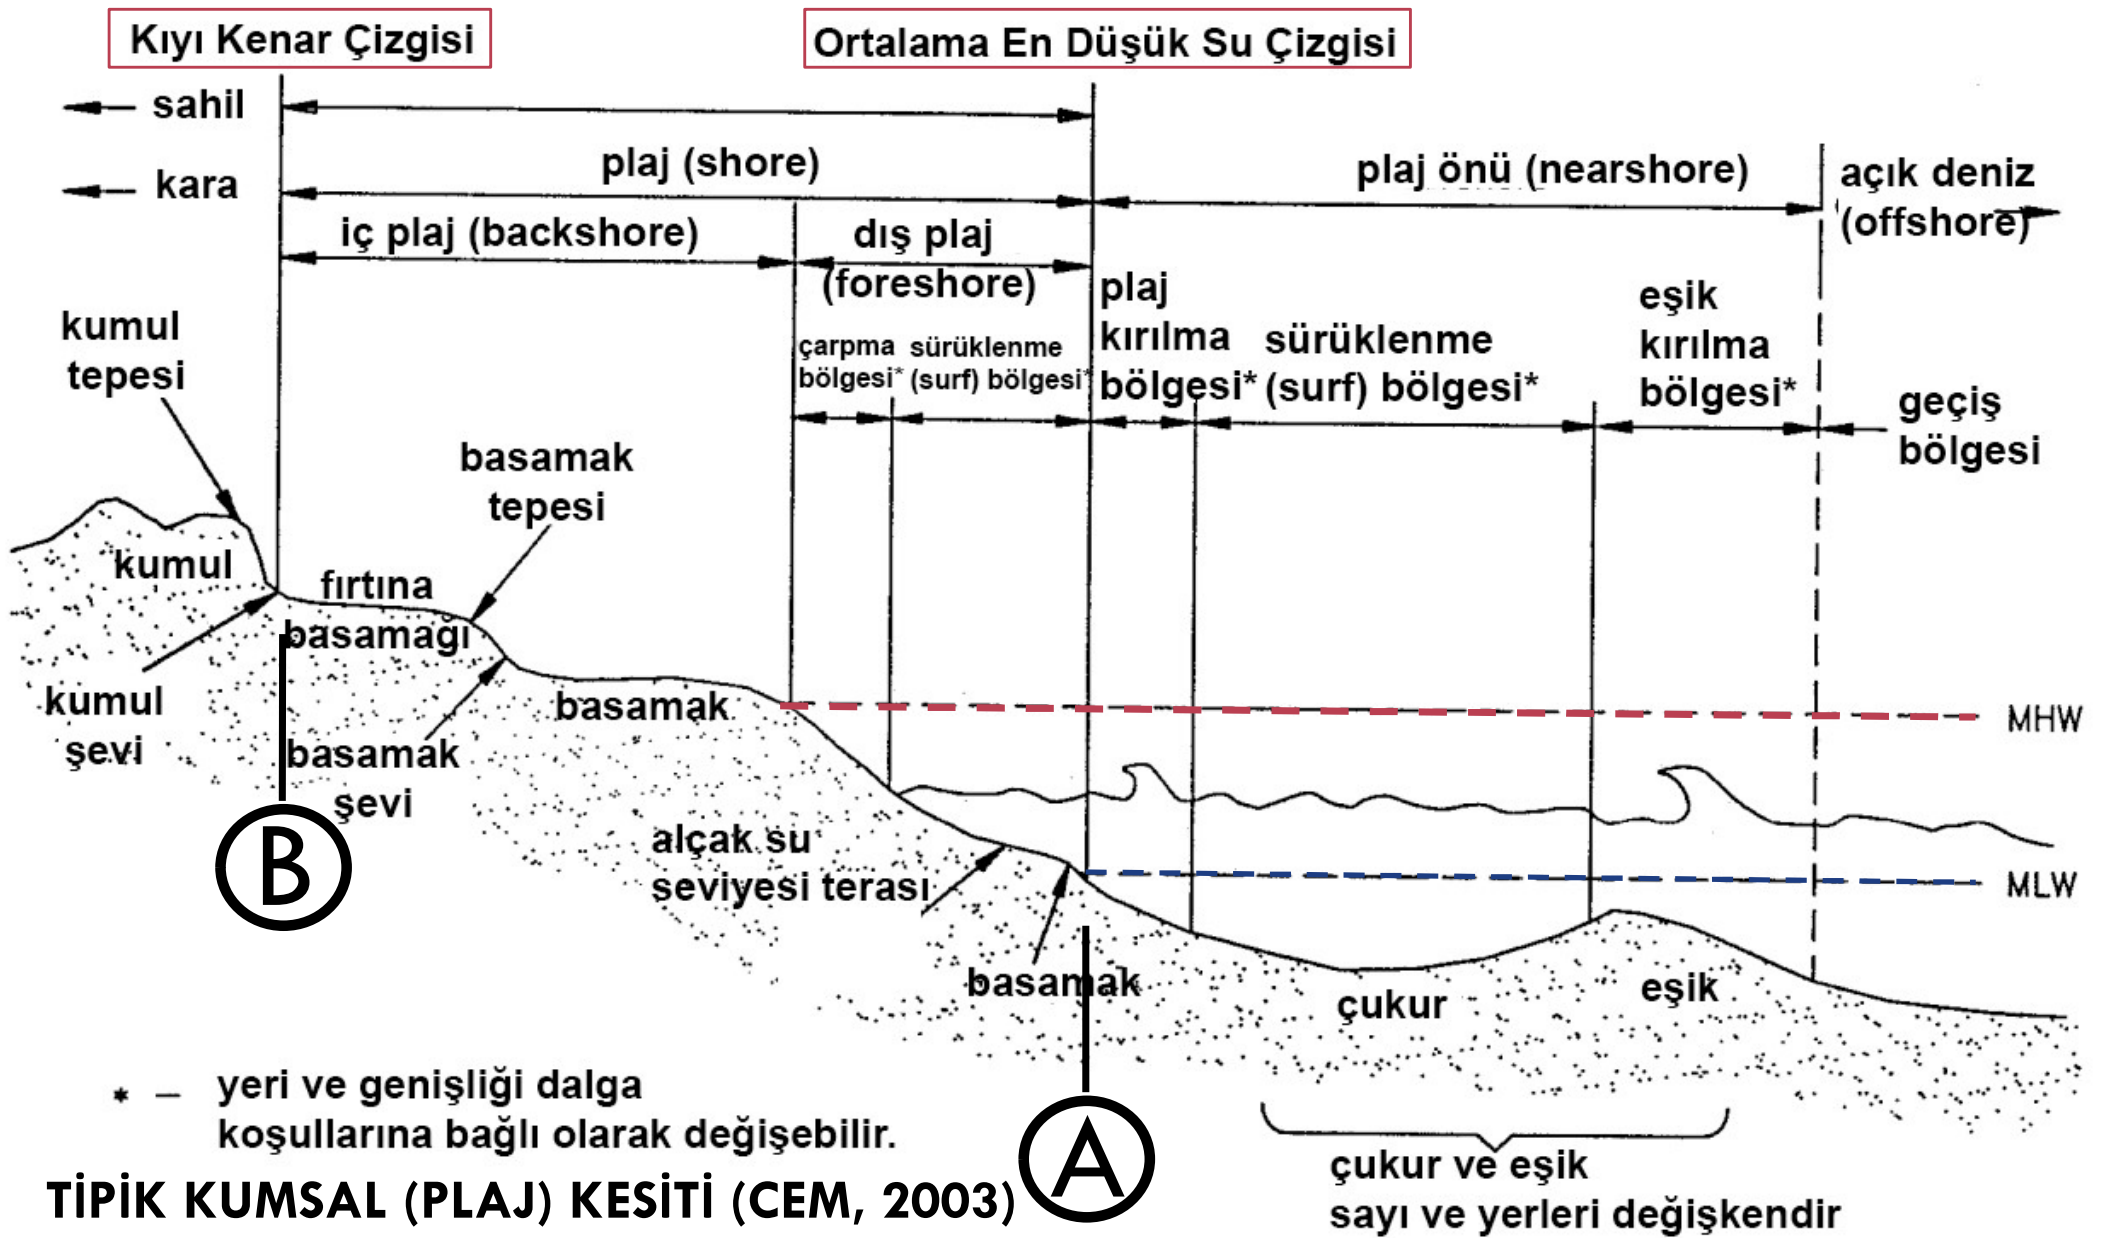 Kıyı Kenar Çizgisi
Ortalama En Düşük Su Çizgisi
sahil
plaj (shore)
plaj önü (nearshore)
açık deniz
(offshore)
kara
iç plaj (backshore)
dış plaj
(foreshore)
plaj
kırılma
bölgesi*
çarpma
bölgesi*
sürüklenme
(surf) bölgesi*
sürüklenme
(surf) bölgesi*
eşik
kırılma
bölgesi*
geçiş
bölgesi
kumul
tepesi
basamak
tepesi
kumul
fırtına
basamağı
kumul
şevi
basamak
şevi
basamak
MHW
B
alçak su
seviyesi terası
MLW
basamak
çukur
eşik
* – yeri ve genişliği dalga
koşullarına bağlı olarak değişebilir.
A
çukur ve eşik
sayı ve yerleri değişkendir
TİPİK KUMSAL (PLAJ) KESİTİ (CEM, 2003)